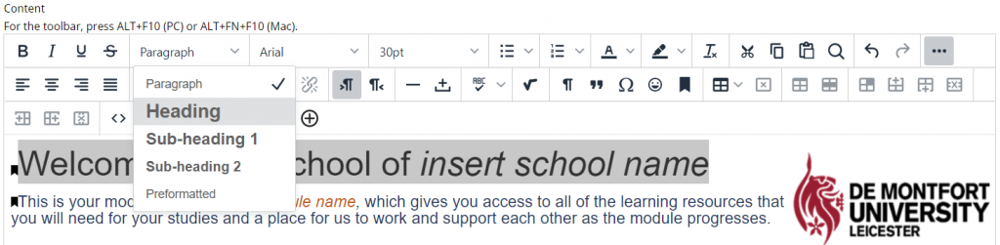 Content
For the toolbar, press ALT+F10 (PC) or ALT+FN+F10 (Mac).
B I U S Paragraph Arial 30pt
Paragraph
Heading
Sub-heading 1
Sub-heading 2
Preformatted
Welcom chool of insert school name
This is your mod ule name, which gives you access to all of the learning resources that
you will need for your studies and a place for us to work and support each other as the module progresses.
DE MONTFORT
UNIVERSITY
LEICESTER